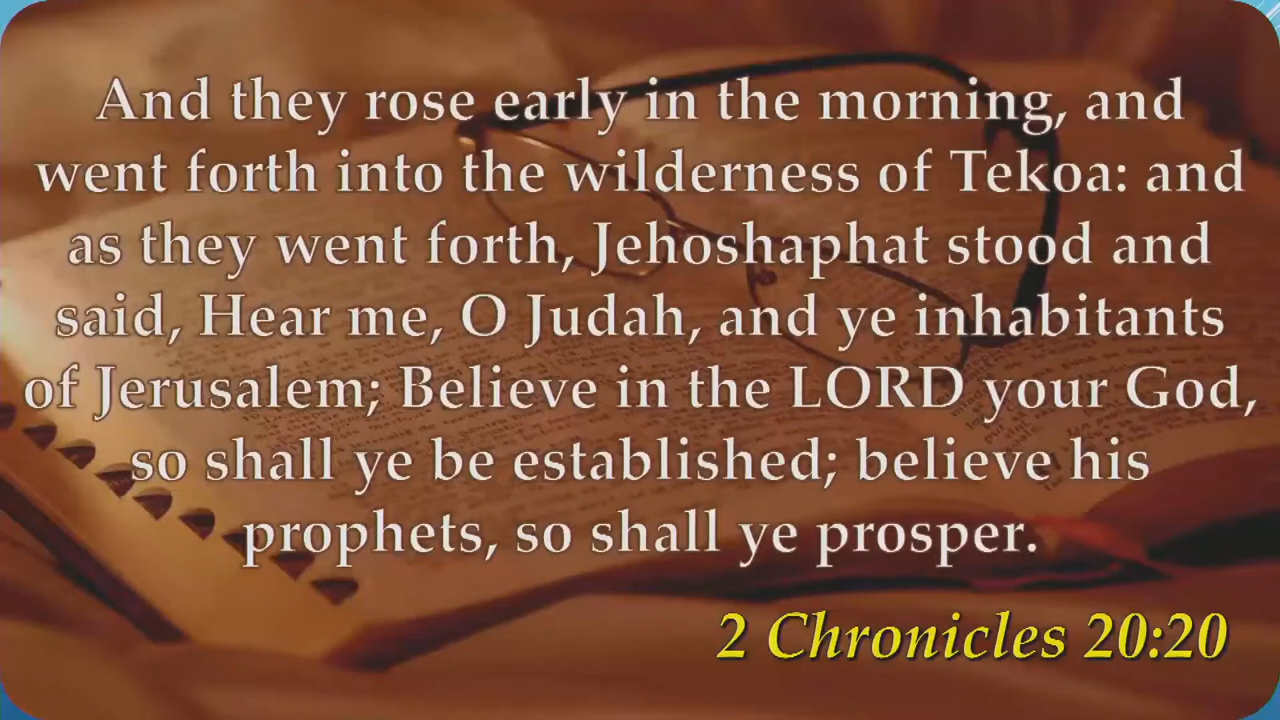 And they rose early in the morning, and
went forth into the wilderness of Tekoa: and
as they went forth, Jehoshaphat stood and
said, Hear me, O Judah, and ye inhabitants
of Jerusalem; Believe in the LORD your God,
so shall ye be established; believe his
prophets, so shall ye prosper.
2 Chronicles 20:20